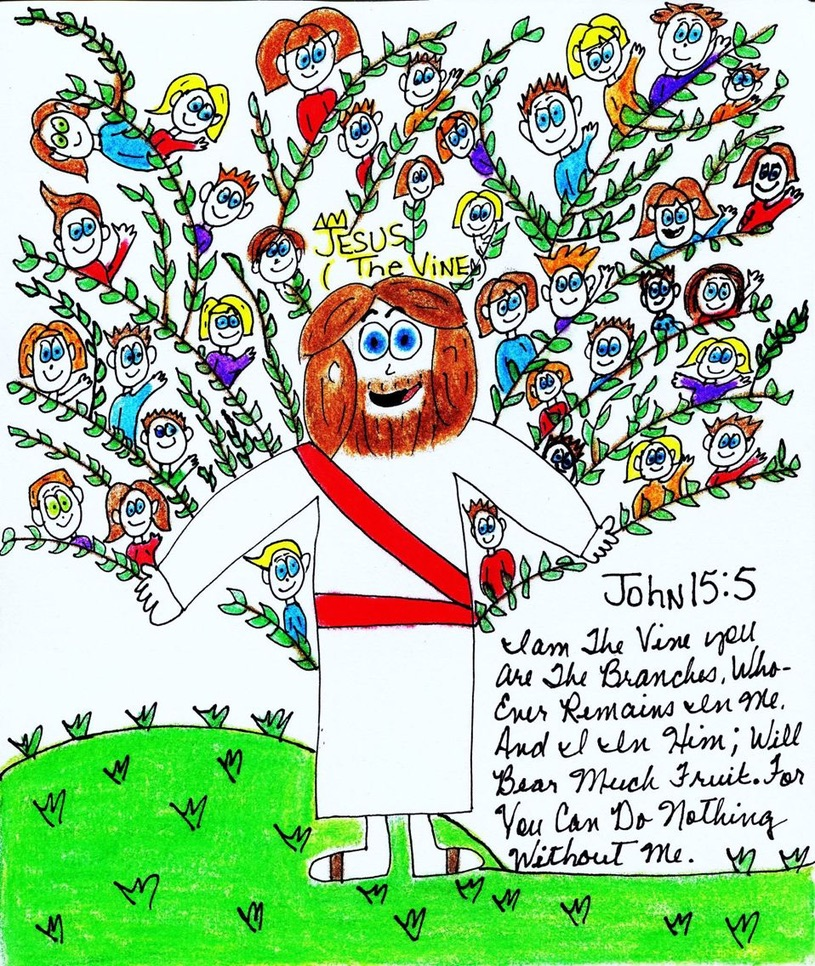 AM
JESUS
The Vine
John 15:5
I am The Vine you
Are The Branches, Who-
Ever Remains In Me,
And I In Him; Will
Bear Much Fruit. For
You Can Do Nothing
Without Me.